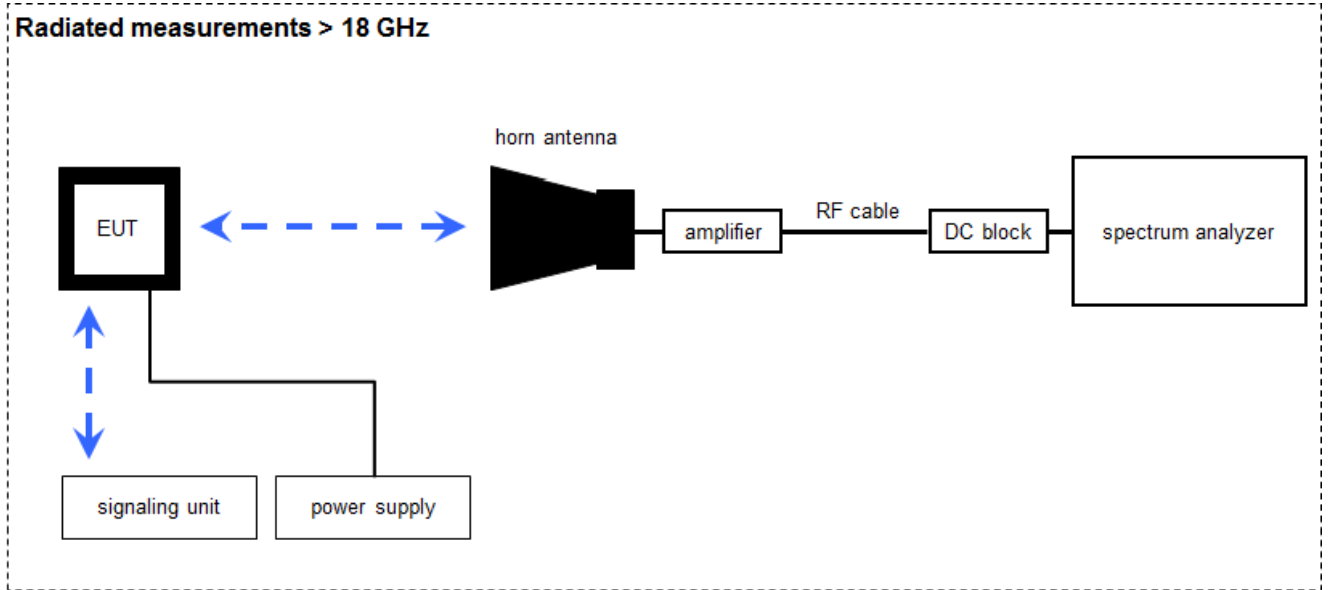 Radiated measurements > 18 GHz
horn antenna
EUT
amplifier
RF cable
DC block
spectrum analyzer
signaling unit
power supply